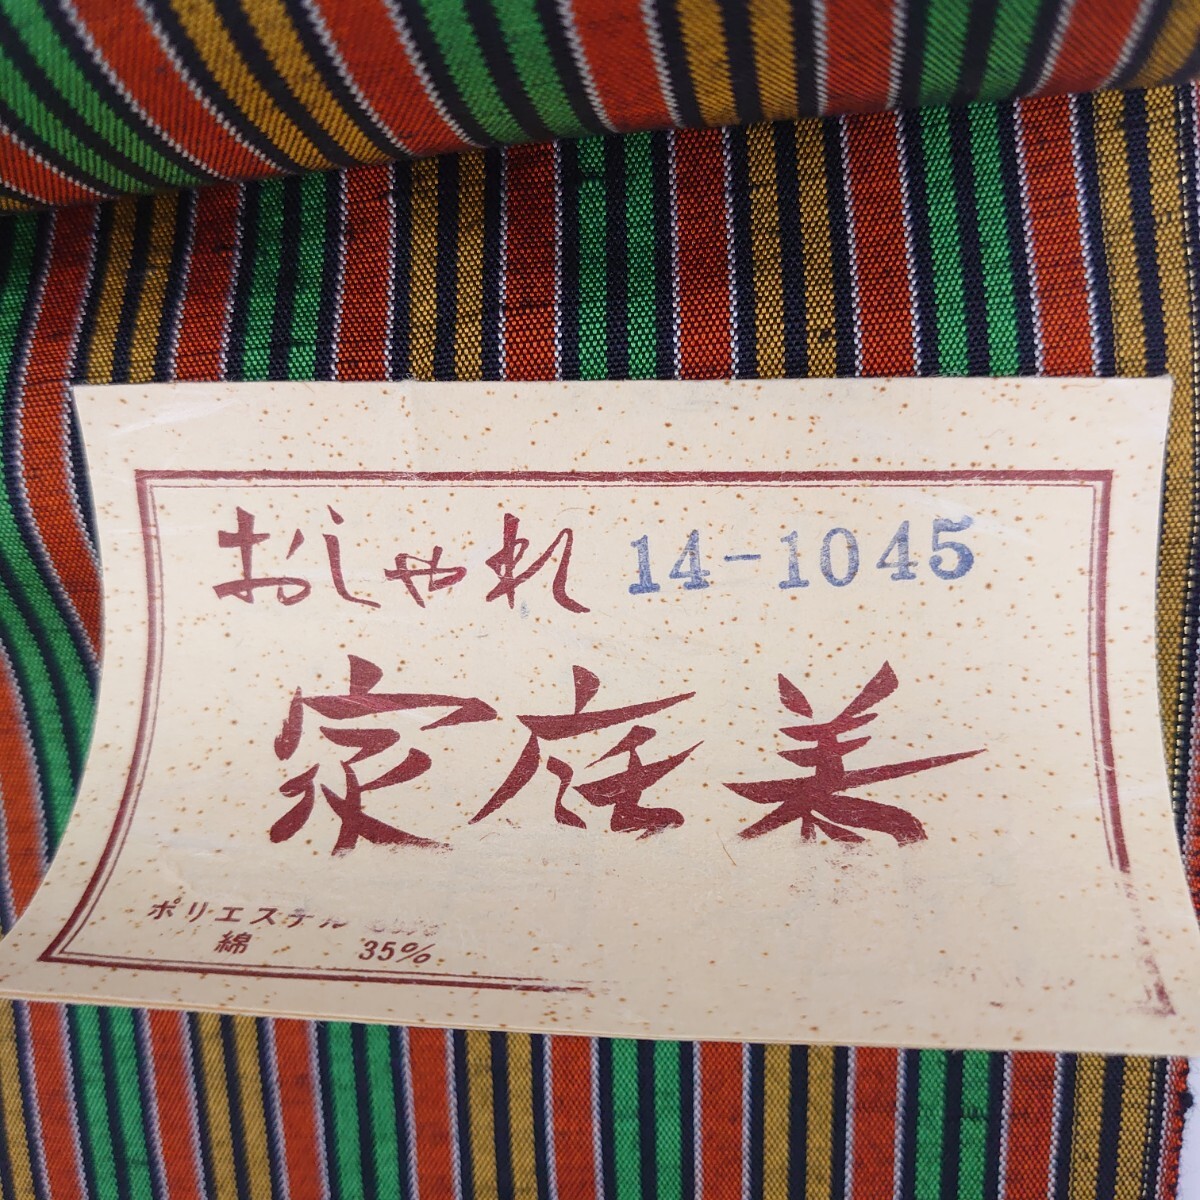 おしゃれ 14-1045
家庭美
ポリエステル
綿 35%